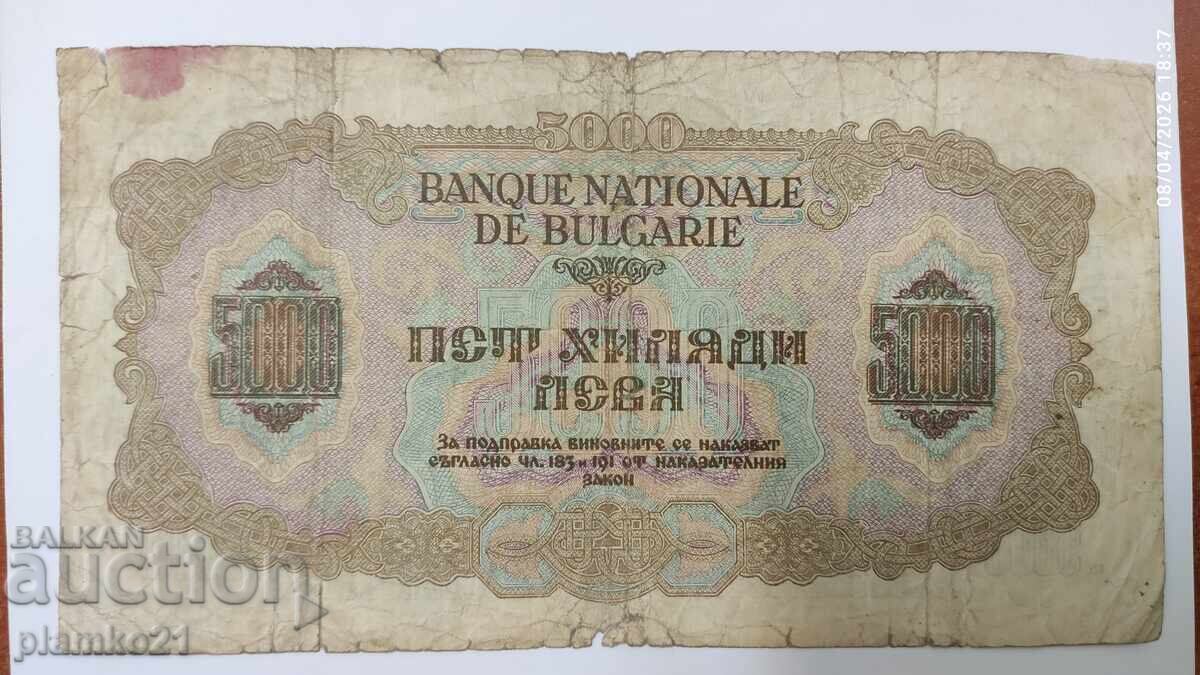 5000
BANQUE NATIONALE
DE BULGARIE
5000
5000
5000
ПЕТ ХИЛЯДИ
ЛЕВА
За подправка виновните се наказват
съгласно чл. 183 и 191 от наказателния
закон
08/04/2026 18:37
BALKAN
auction
plamko21